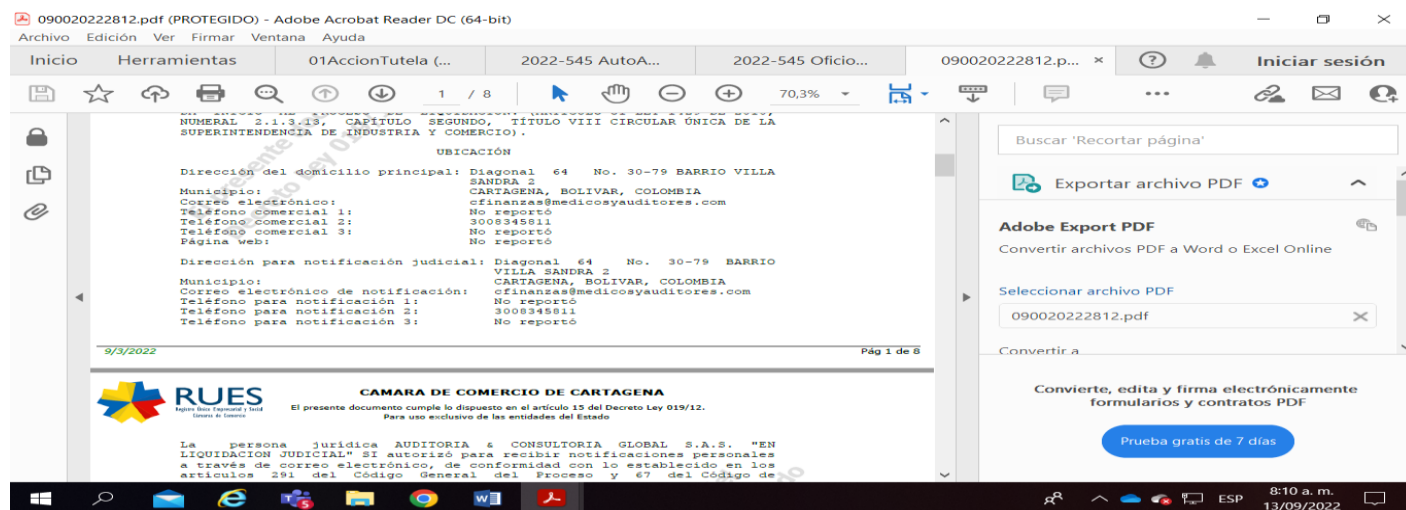 090020222812.pdf (PROTEGIDO) - Adobe Acrobat Reader DC (64-bit)
Archivo Edición Ver Firmar Ventana Ayuda
Inicio Herramientas 01AccionTutela (... 2022-545 AutoA... 2022-545 Oficio... 090020222812.p... × Iniciar sesión
1 / 8 70,3%
NUMERAL 2.1.3.13, CAPÍTULO SEGUNDO, TÍTULO VIII CIRCULAR ÚNICA DE LA
SUPERINTENDENCIA DE INDUSTRIA Y COMERCIO).
UBICACIÓN
Dirección del domicilio principal: Diagonal 64 No. 30-79 BARRIO VILLA
SANDRA 2
Municipio: CARTAGENA, BOLIVAR, COLOMBIA
Correo electrónico: cfinanzas@medicosyauditores.com
Teléfono comercial 1: No reportó
Teléfono comercial 2: 3008345811
Teléfono comercial 3: No reportó
Página web: No reportó
Dirección para notificación judicial: Diagonal 64 No. 30-79 BARRIO
VILLA SANDRA 2
Municipio: CARTAGENA, BOLIVAR, COLOMBIA
Correo electrónico de notificación: cfinanzas@medicosyauditores.com
Teléfono para notificación 1: No reportó
Teléfono para notificación 2: 3008345811
Teléfono para notificación 3: No reportó
9/3/2022 Pág 1 de 8
RUES
Registro Único Empresarial y Social
Cámaras de Comercio
CAMARA DE COMERCIO DE CARTAGENA
El presente documento cumple lo dispuesto en el artículo 15 del Decreto Ley 019/12.
Para uso exclusivo de las entidades del Estado
La persona jurídica AUDITORIA & CONSULTORIA GLOBAL S.A.S. "EN
LIQUIDACION JUDICIAL" SI autorizó para recibir notificaciones personales
a través de correo electrónico, de conformidad con lo establecido en los
artículos 291 del Código General del Proceso y 67 del Código de
Buscar 'Recortar página'
Exportar archivo PDF
Adobe Export PDF
Convertir archivos PDF a Word o Excel Online
Seleccionar archivo PDF
090020222812.pdf
Convertir a
Convierte, edita y firma electrónicamente
formularios y contratos PDF
Prueba gratis de 7 días
ESP
8:10 a. m.
13/09/2022